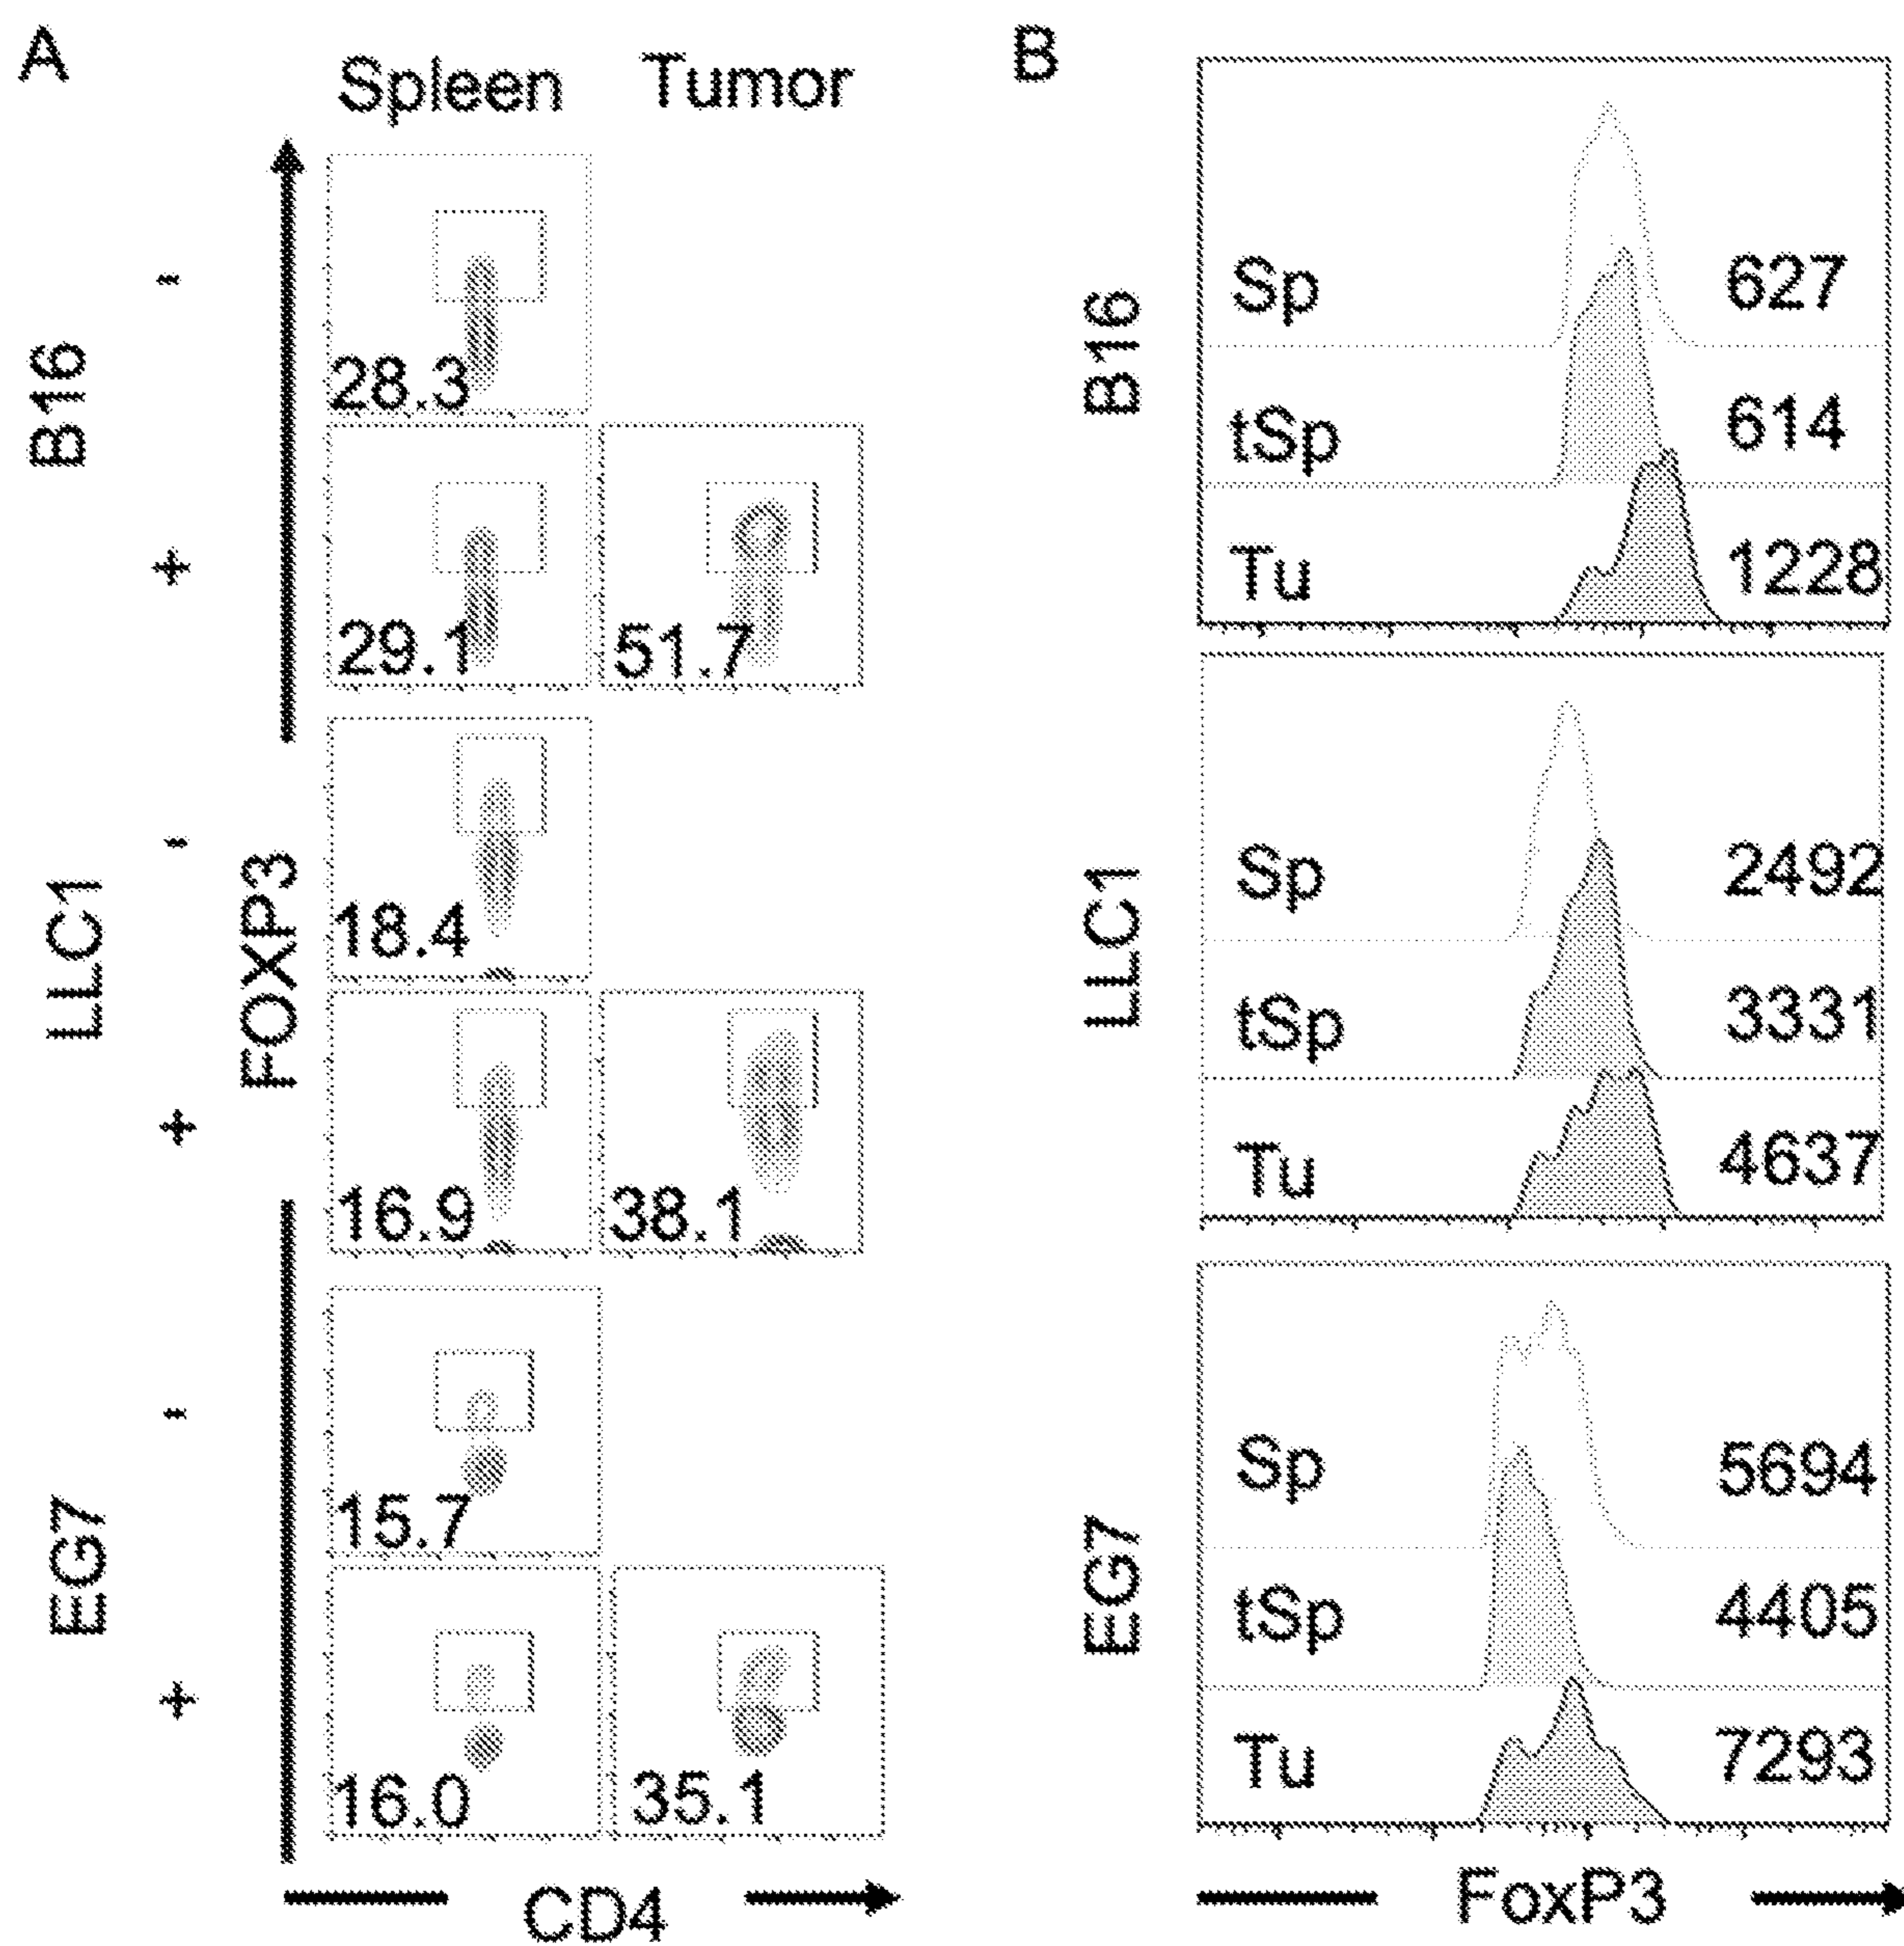 A
Spleen Tumor
B16
-
28.3
+
29.1 51.7
FOXP3
LLC1
-
18.4
+
16.9 38.1
EG7
-
15.7
+
16.0 35.1
CD4
B
B16
Sp 627
tSp 614
Tu 1228
LLC1
Sp 2492
tSp 3331
Tu 4637
EG7
Sp 5694
tSp 4405
Tu 7293
FoxP3